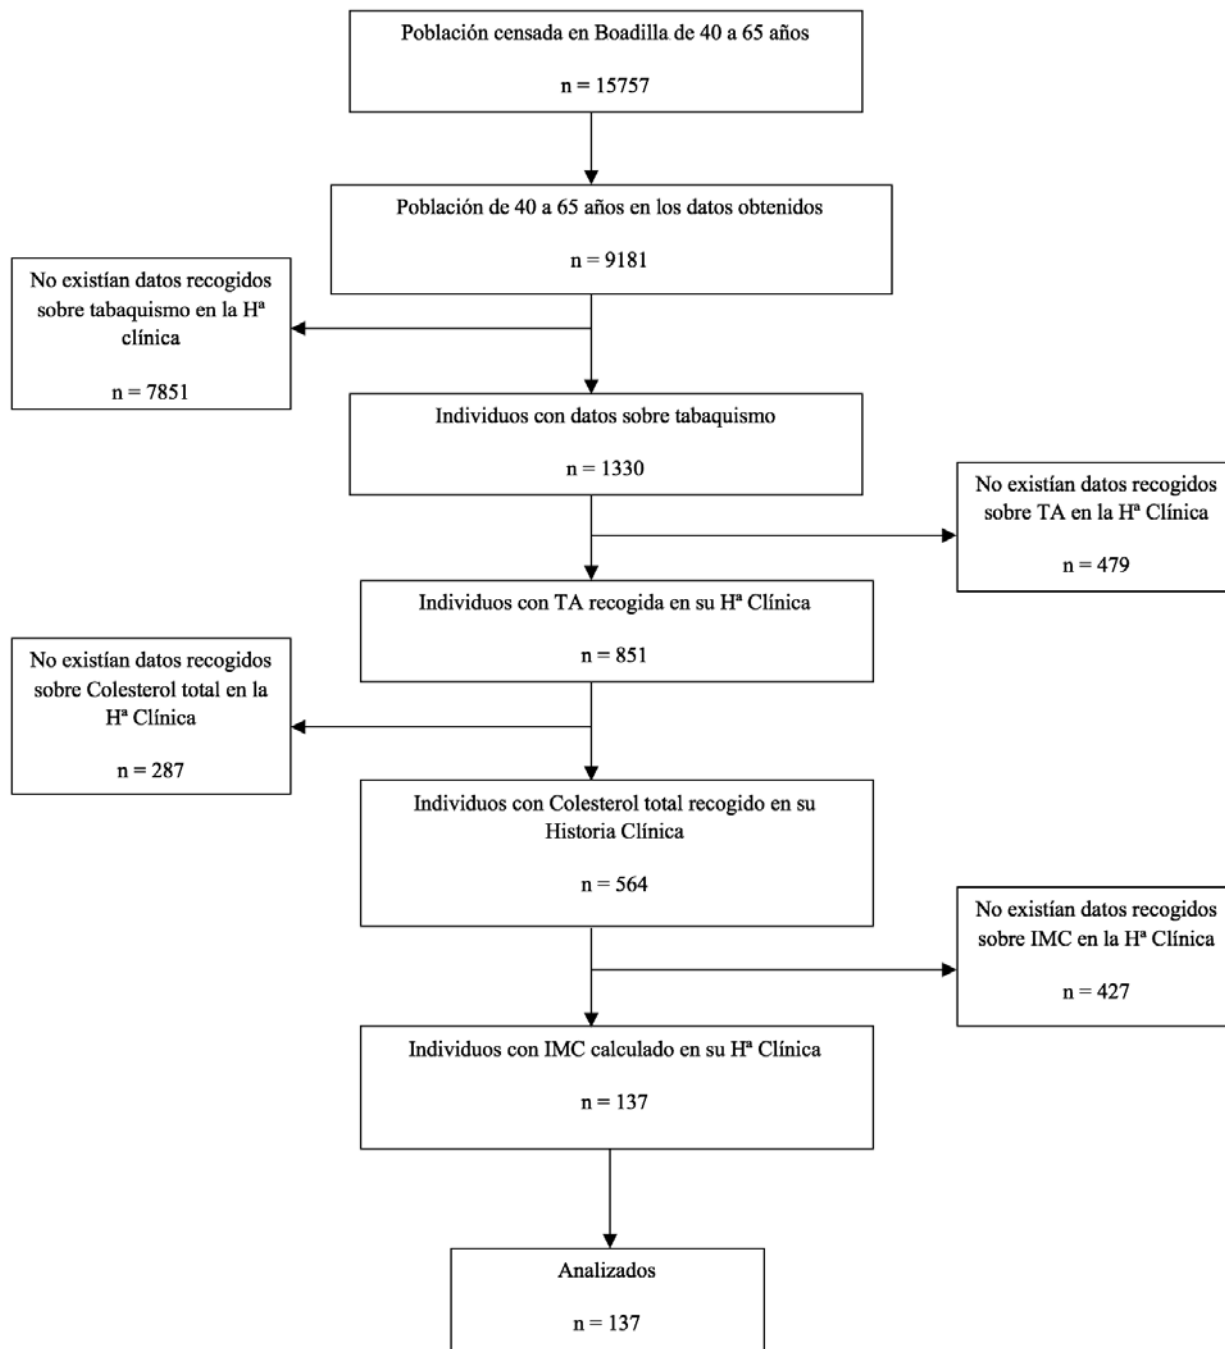 Población censada en Boadilla de 40 a 65 años
n = 15757
Población de 40 a 65 años en los datos obtenidos
n = 9181
No existían datos recogidos
sobre tabaquismo en la Hª
clínica
n = 7851
Individuos con datos sobre tabaquismo
n = 1330
No existían datos recogidos
sobre TA en la Hª Clínica
n = 479
Individuos con TA recogida en su Hª Clínica
n = 851
No existían datos recogidos
sobre Colesterol total en la
Hª Clínica
n = 287
Individuos con Colesterol total recogido en su
Historia Clínica
n = 564
No existían datos recogidos
sobre IMC en la Hª Clínica
n = 427
Individuos con IMC calculado en su Hª Clínica
n = 137
Analizados
n = 137